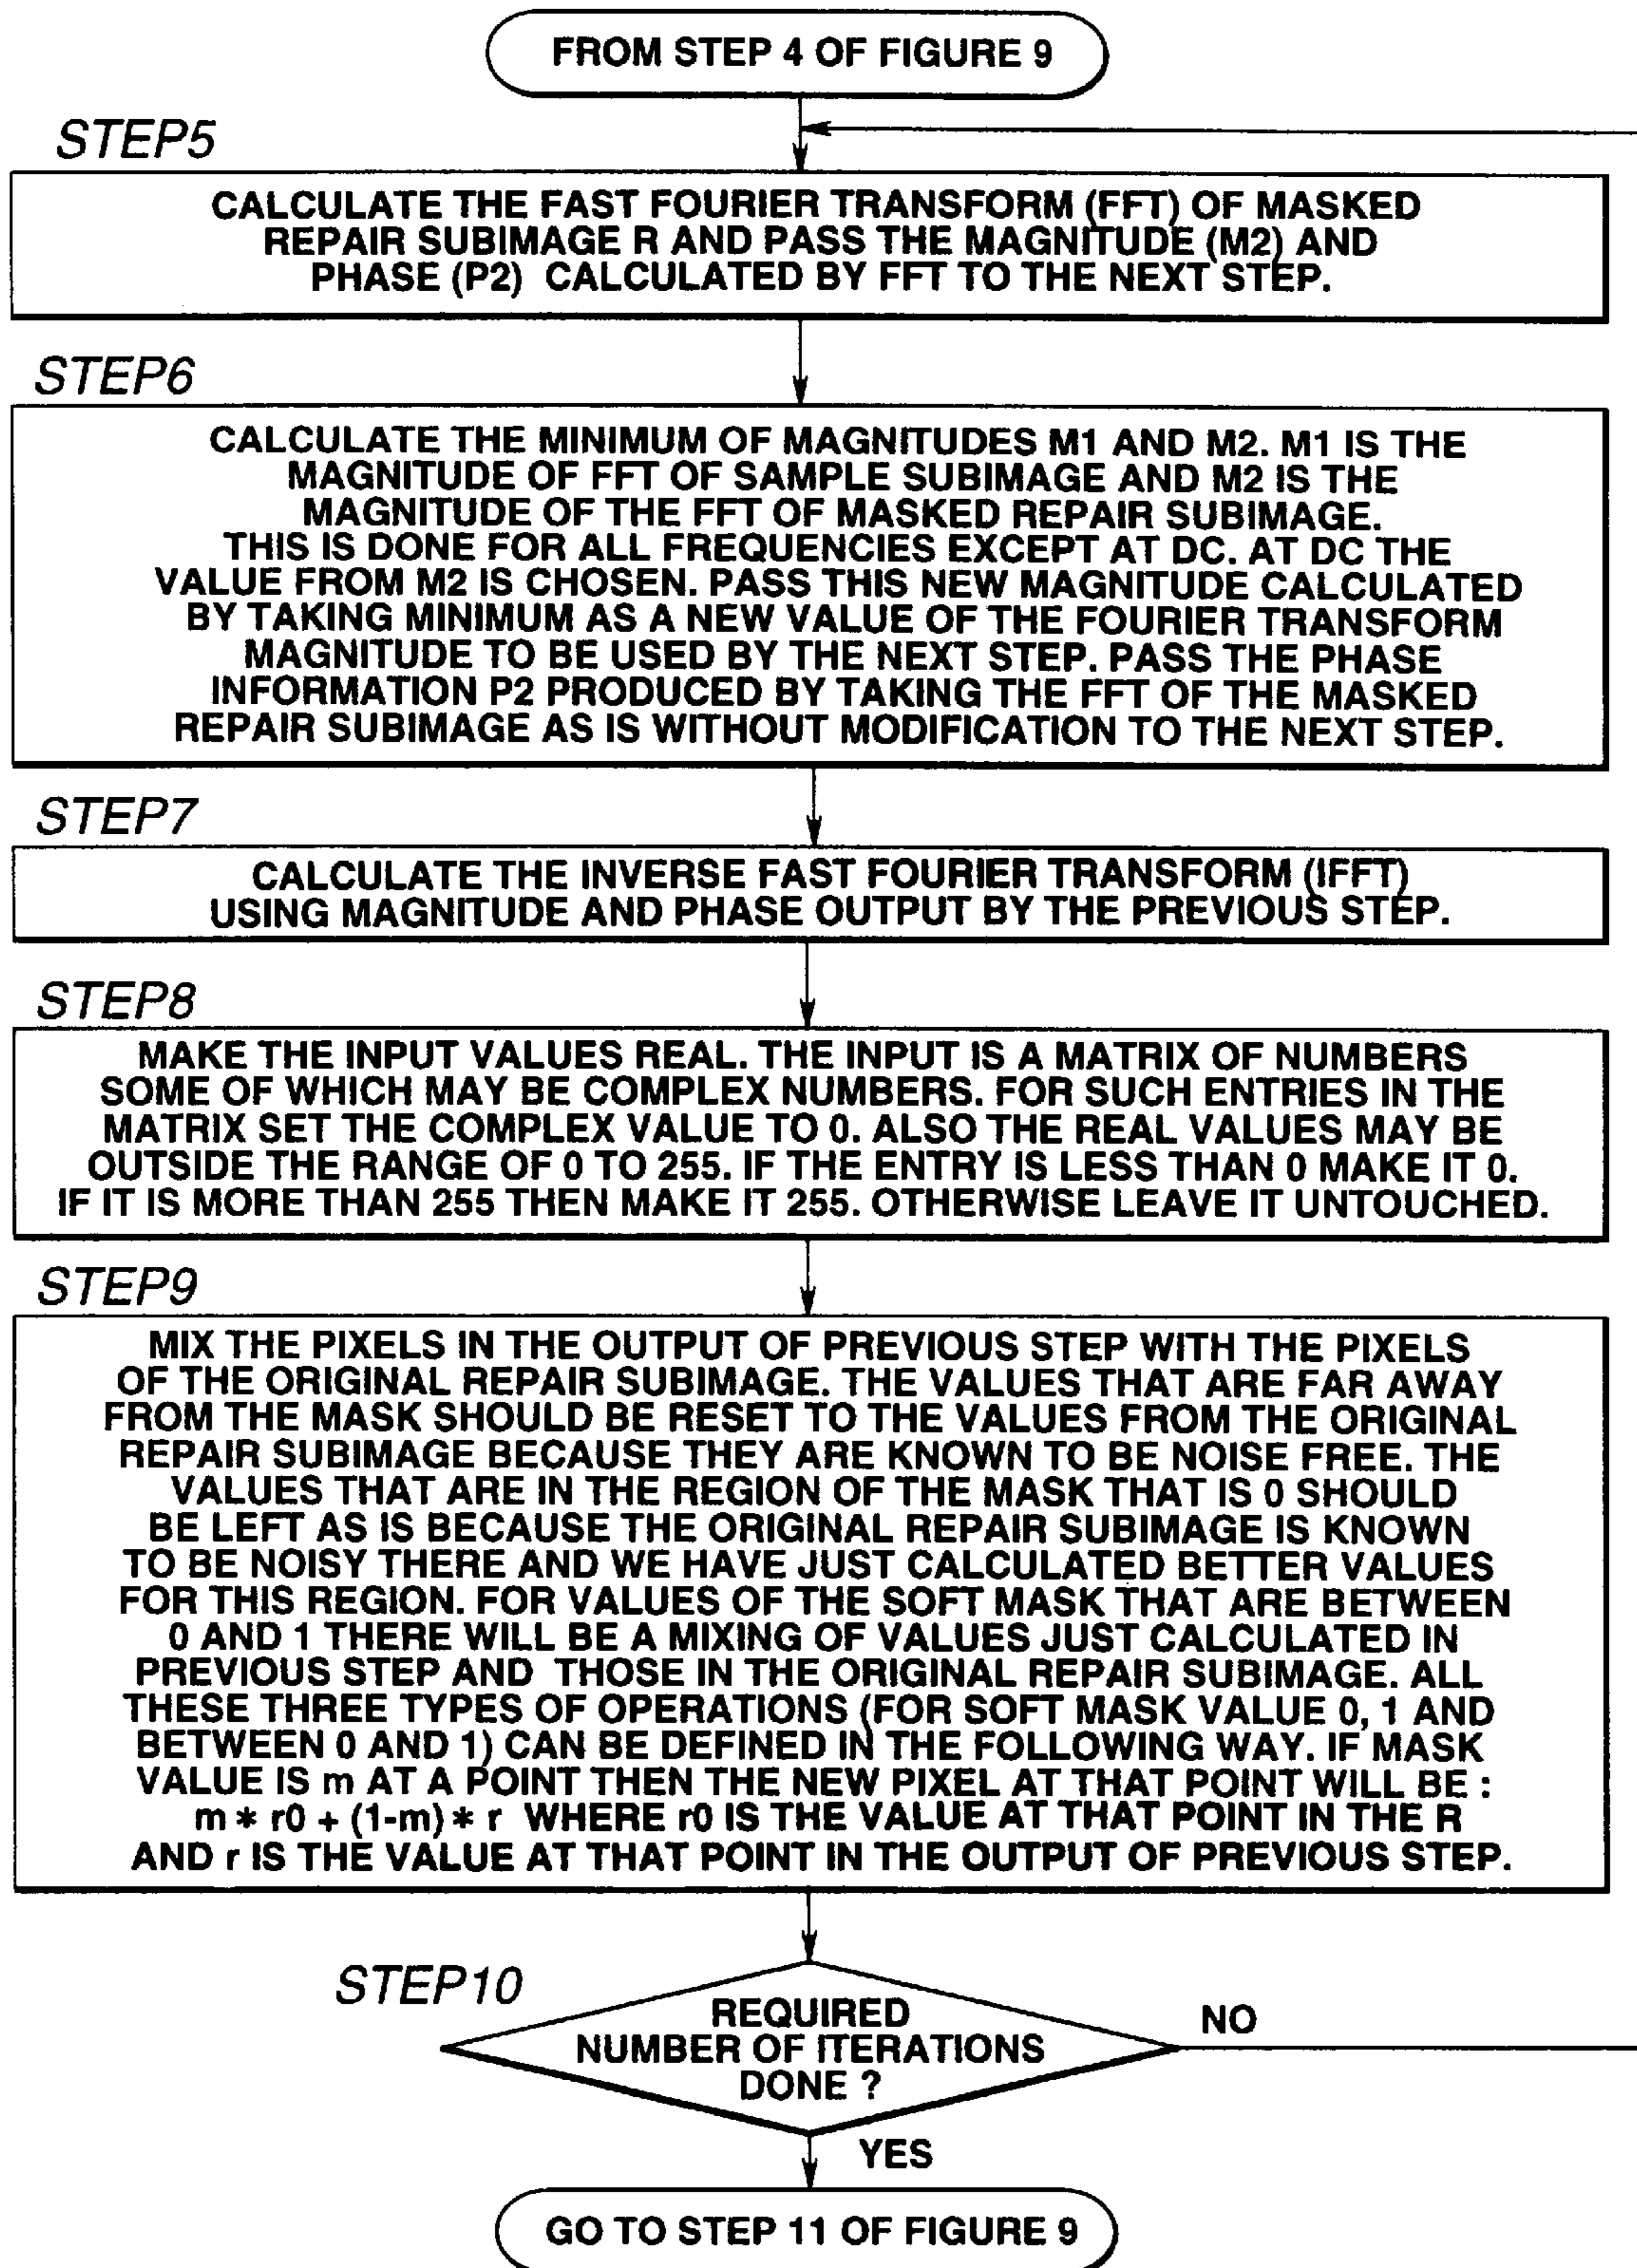 FROM STEP 4 OF FIGURE 9
STEP5
CALCULATE THE FAST FOURIER TRANSFORM (FFT) OF MASKED
REPAIR SUBIMAGE R AND PASS THE MAGNITUDE (M2) AND
PHASE (P2) CALCULATED BY FFT TO THE NEXT STEP.
STEP6
CALCULATE THE MINIMUM OF MAGNITUDES M1 AND M2. M1 IS THE
MAGNITUDE OF FFT OF SAMPLE SUBIMAGE AND M2 IS THE
MAGNITUDE OF THE FFT OF MASKED REPAIR SUBIMAGE.
THIS IS DONE FOR ALL FREQUENCIES EXCEPT AT DC. AT DC THE
VALUE FROM M2 IS CHOSEN. PASS THIS NEW MAGNITUDE CALCULATED
BY TAKING MINIMUM AS A NEW VALUE OF THE FOURIER TRANSFORM
MAGNITUDE TO BE USED BY THE NEXT STEP. PASS THE PHASE
INFORMATION P2 PRODUCED BY TAKING THE FFT OF THE MASKED
REPAIR SUBIMAGE AS IS WITHOUT MODIFICATION TO THE NEXT STEP.
STEP7
CALCULATE THE INVERSE FAST FOURIER TRANSFORM (IFFT)
USING MAGNITUDE AND PHASE OUTPUT BY THE PREVIOUS STEP.
STEP8
MAKE THE INPUT VALUES REAL. THE INPUT IS A MATRIX OF NUMBERS
SOME OF WHICH MAY BE COMPLEX NUMBERS. FOR SUCH ENTRIES IN THE
MATRIX SET THE COMPLEX VALUE TO 0. ALSO THE REAL VALUES MAY BE
OUTSIDE THE RANGE OF 0 TO 255. IF THE ENTRY IS LESS THAN 0 MAKE IT 0.
IF IT IS MORE THAN 255 THEN MAKE IT 255. OTHERWISE LEAVE IT UNTOUCHED.
STEP9
MIX THE PIXELS IN THE OUTPUT OF PREVIOUS STEP WITH THE PIXELS
OF THE ORIGINAL REPAIR SUBIMAGE. THE VALUES THAT ARE FAR AWAY
FROM THE MASK SHOULD BE RESET TO THE VALUES FROM THE ORIGINAL
REPAIR SUBIMAGE BECAUSE THEY ARE KNOWN TO BE NOISE FREE. THE
VALUES THAT ARE IN THE REGION OF THE MASK THAT IS 0 SHOULD
BE LEFT AS IS BECAUSE THE ORIGINAL REPAIR SUBIMAGE IS KNOWN
TO BE NOISY THERE AND WE HAVE JUST CALCULATED BETTER VALUES
FOR THIS REGION. FOR VALUES OF THE SOFT MASK THAT ARE BETWEEN
0 AND 1 THERE WILL BE A MIXING OF VALUES JUST CALCULATED IN
PREVIOUS STEP AND THOSE IN THE ORIGINAL REPAIR SUBIMAGE. ALL
THESE THREE TYPES OF OPERATIONS (FOR SOFT MASK VALUE 0, 1 AND
BETWEEN 0 AND 1) CAN BE DEFINED IN THE FOLLOWING WAY. IF MASK
VALUE IS m AT A POINT THEN THE NEW PIXEL AT THAT POINT WILL BE :
m * r0 + (1-m) * r WHERE r0 IS THE VALUE AT THAT POINT IN THE R
AND r IS THE VALUE AT THAT POINT IN THE OUTPUT OF PREVIOUS STEP.
STEP10
REQUIRED
NUMBER OF ITERATIONS
DONE ?
NO
YES
GO TO STEP 11 OF FIGURE 9